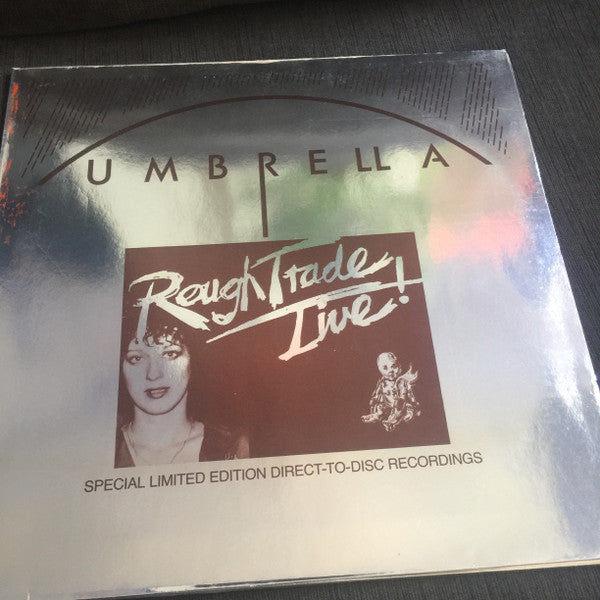 UMBRELLA
Rough Trade
Live!
SPECIAL LIMITED EDITION DIRECT-TO-DISC RECORDINGS